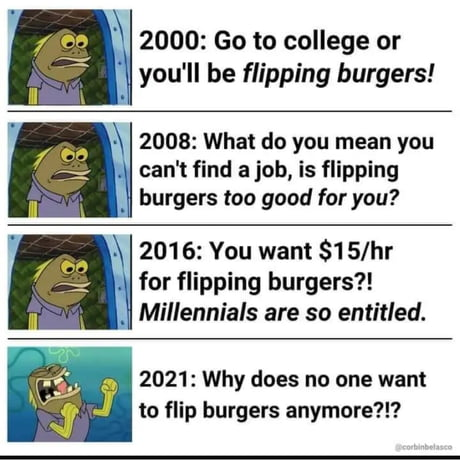 2000: Go to college or
you'll be flipping burgers!
2008: What do you mean you
can't find a job, is flipping
burgers too good for you?
2016: You want $15/hr
for flipping burgers?!
Millennials are so entitled.
2021: Why does no one want
to flip burgers anymore?!?
@corbinbelasco